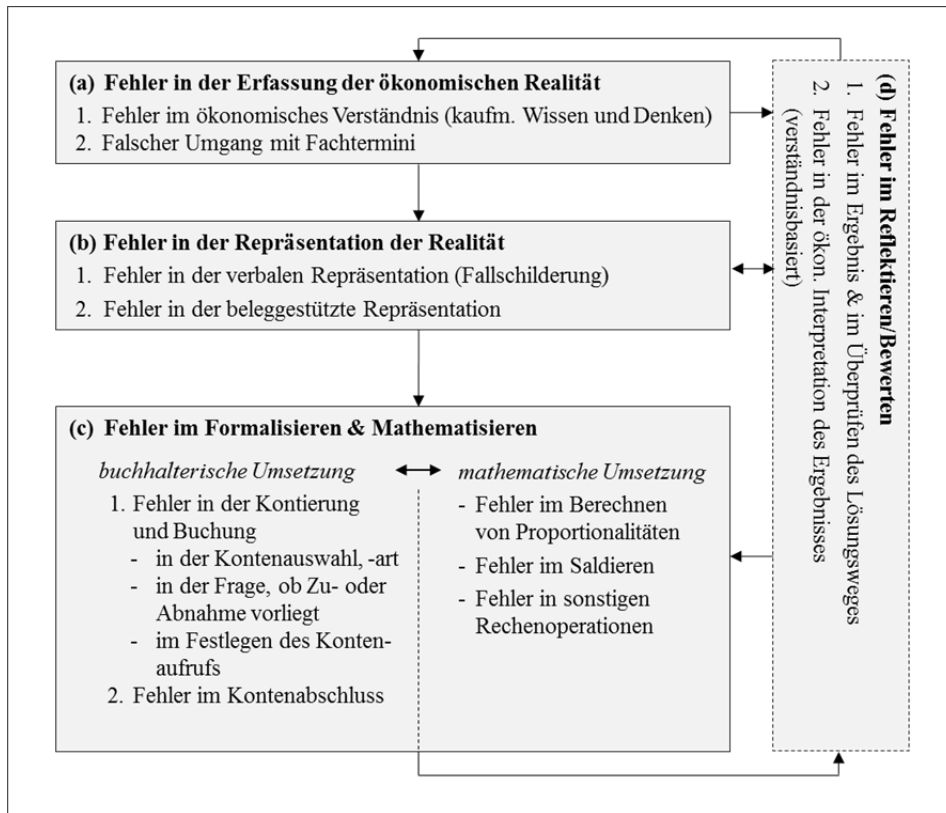 (a) Fehler in der Erfassung der ökonomischen Realität
1. Fehler im ökonomisches Verständnis (kaufm. Wissen und Denken)
2. Falscher Umgang mit Fachtermini
(b) Fehler in der Repräsentation der Realität
1. Fehler in der verbalen Repräsentation (Fallschilderung)
2. Fehler in der beleggestützte Repräsentation
(c) Fehler im Formalisieren & Mathematisieren
buchhalterische Umsetzung
1. Fehler in der Kontierung
und Buchung
- in der Kontenauswahl, -art
- in der Frage, ob Zu- oder
Abnahme vorliegt
- im Festlegen des Konten-
aufrufs
2. Fehler im Kontenabschluss
mathematische Umsetzung
- Fehler im Berechnen
von Proportionalitäten
- Fehler im Saldieren
- Fehler in sonstigen
Rechenoperationen
(d) Fehler im Reflektieren/Bewerten
1. Fehler im Ergebnis & im Überprüfen des Lösungsweges
2. Fehler in der ökon. Interpretation des Ergebnisses
(verständnisbasiert)